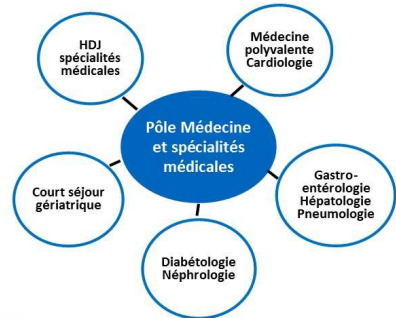 HDJ
spécialités
médicales
Médecine
polyvalente
Cardiologie
Pôle Médecine
et spécialités
médicales
Court séjour
gériatrique
Gastro-
entérologie
Hépatologie
Pneumologie
Diabétologie
Néphrologie